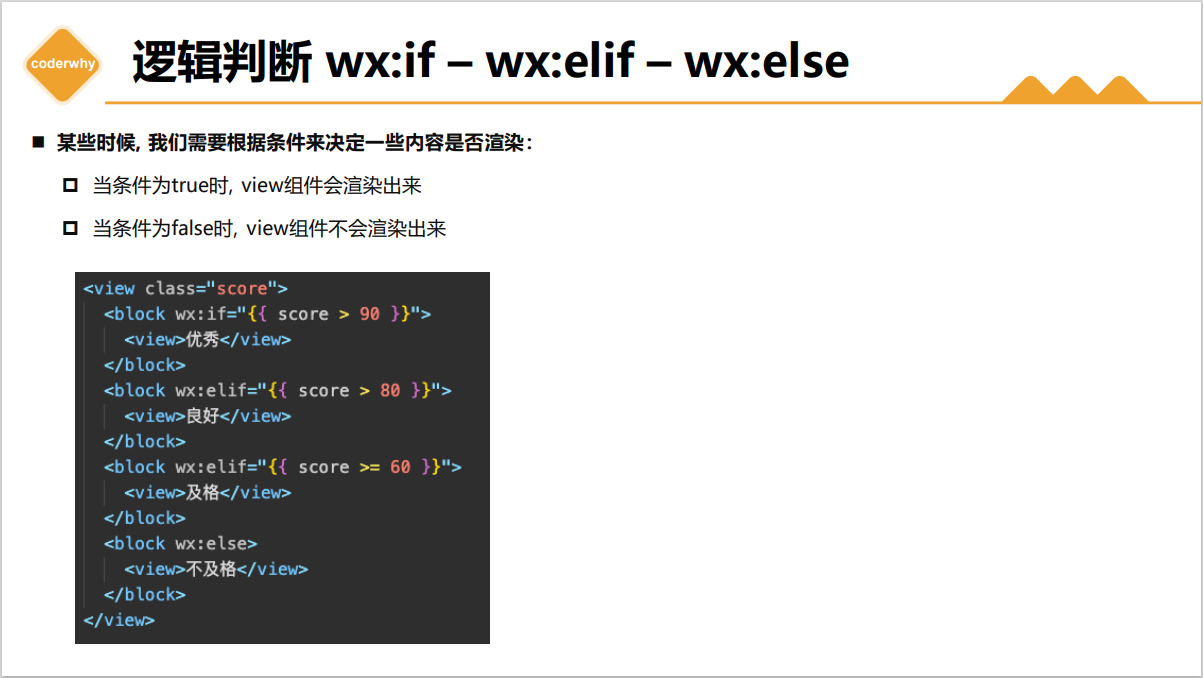 coderwhy
逻辑判断 wx:if – wx:elif – wx:else
某些时候, 我们需要根据条件来决定一些内容是否渲染：
当条件为true时, view组件会渲染出来
当条件为false时, view组件不会渲染出来
<view class="score">
  <block wx:if="{{ score > 90 }}">
    <view>优秀</view>
  </block>
  <block wx:elif="{{ score > 80 }}">
    <view>良好</view>
  </block>
  <block wx:elif="{{ score >= 60 }}">
    <view>及格</view>
  </block>
  <block wx:else>
    <view>不及格</view>
  </block>
</view>